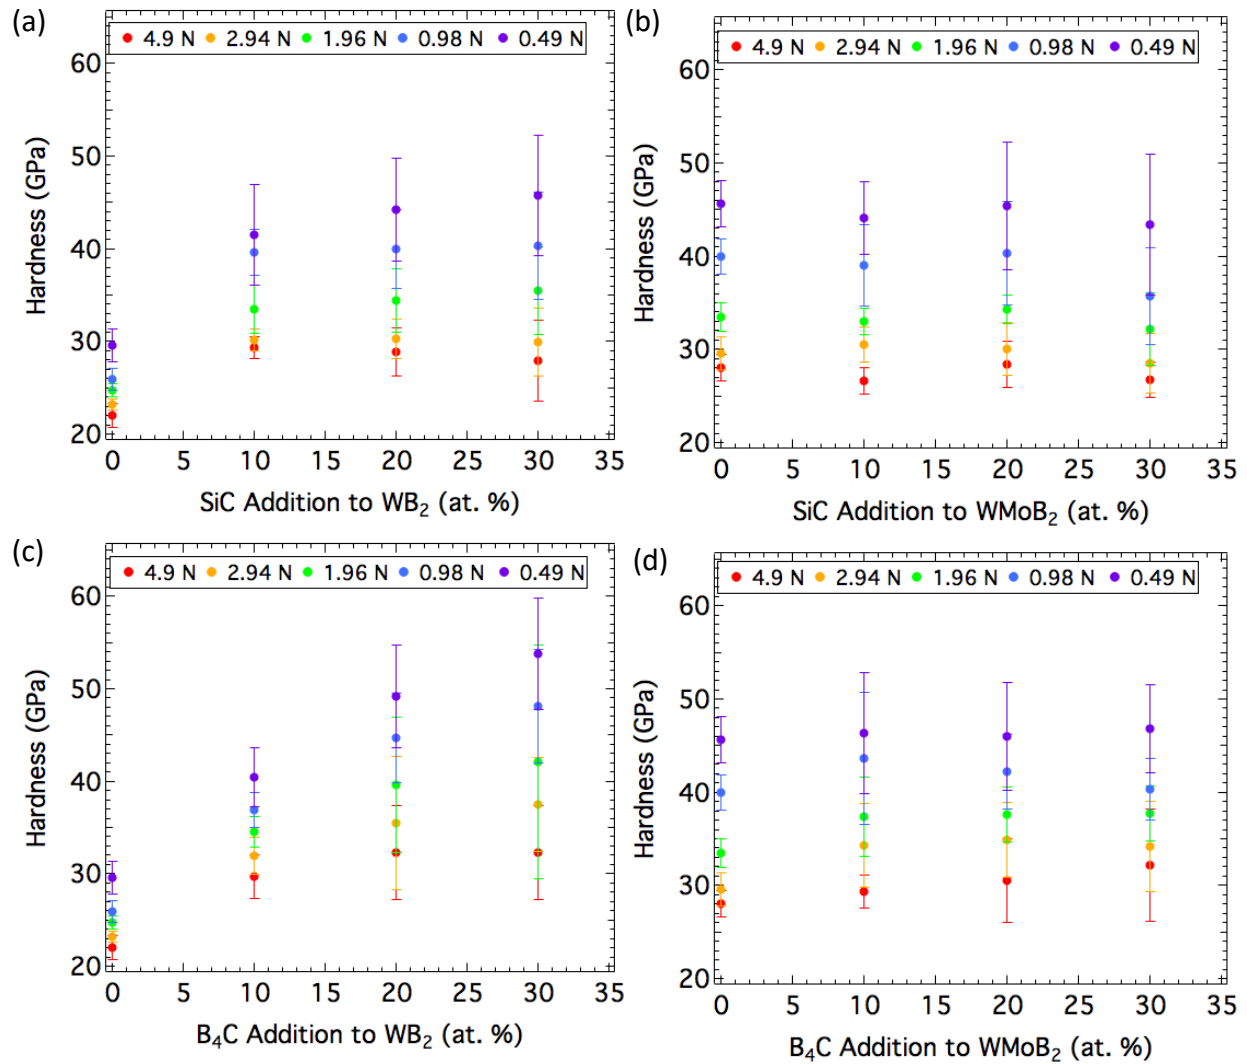 (a)
4.9 N 2.94 N 1.96 N 0.98 N 0.49 N
Hardness (GPa)
60
50
40
30
20
0 5 10 15 20 25 30 35
SiC Addition to WB₂ (at. %)
(b)
4.9 N 2.94 N 1.96 N 0.98 N 0.49 N
Hardness (GPa)
60
50
40
30
20
0 5 10 15 20 25 30 35
SiC Addition to WMoB₂ (at. %)
(c)
4.9 N 2.94 N 1.96 N 0.98 N 0.49 N
Hardness (GPa)
60
50
40
30
20
0 5 10 15 20 25 30 35
B₄C Addition to WB₂ (at. %)
(d)
4.9 N 2.94 N 1.96 N 0.98 N 0.49 N
Hardness (GPa)
60
50
40
30
20
0 5 10 15 20 25 30 35
B₄C Addition to WMoB₂ (at. %)